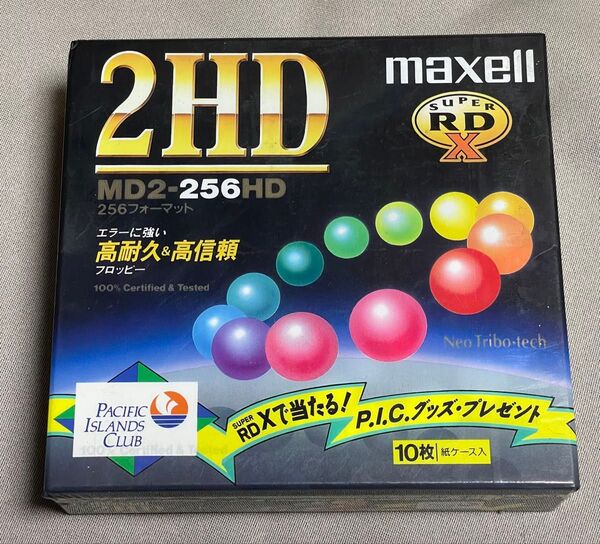 2HD
maxell
SUPER
RD
X
MD2-256HD
256フォーマット
エラーに強い
高耐久&高信頼
フロッピー
100% Certified & Tested
Neo Tribo·tech
PACIFIC
ISLANDS
CLUB
SUPER
RDXで当たる!
P.I.C.グッズ・プレゼント
10枚 紙ケース入